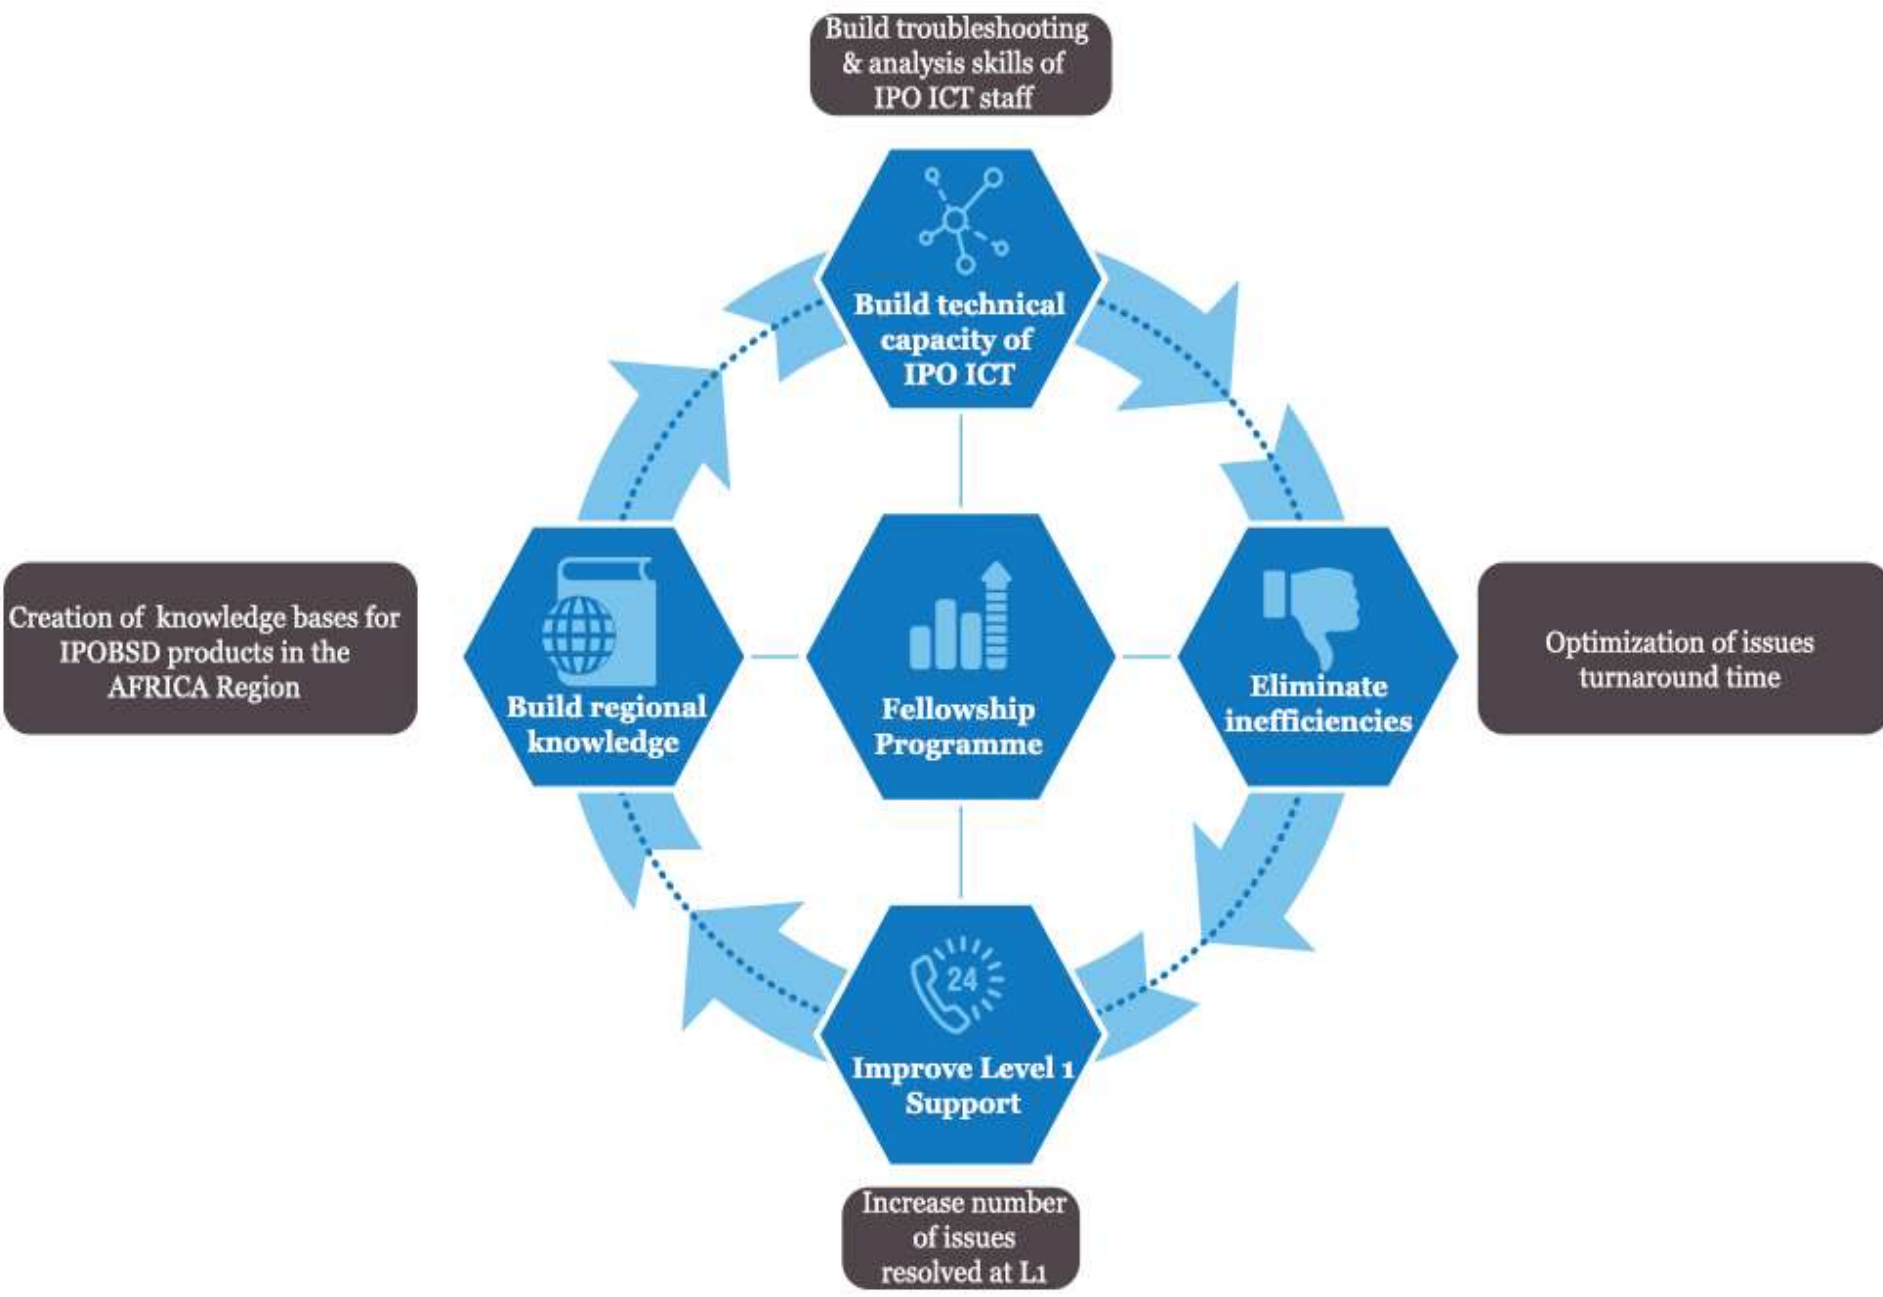 Build troubleshooting
& analysis skills of
IPO ICT staff
Build technical
capacity of
IPO ICT
Creation of knowledge bases for
IPOBSD products in the
AFRICA Region
Build regional
knowledge
Fellowship
Programme
Eliminate
inefficiencies
Optimization of issues
turnaround time
24
Improve Level 1
Support
Increase number
of issues
resolved at L1